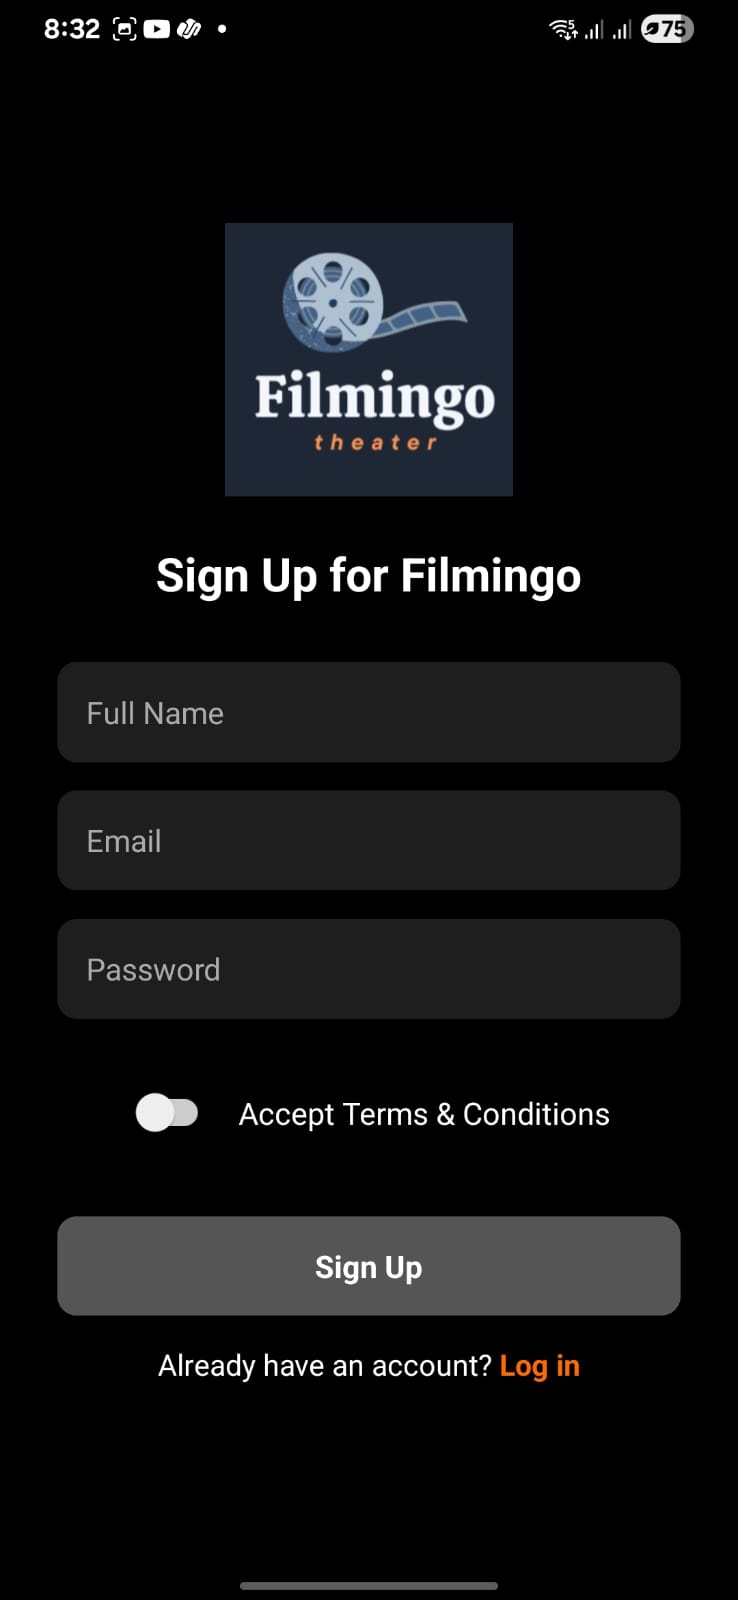 8:32
5
75
Filmingo
theater
Sign Up for Filmingo
Full Name
Email
Password
Accept Terms & Conditions
Sign Up
Already have an account? Log in